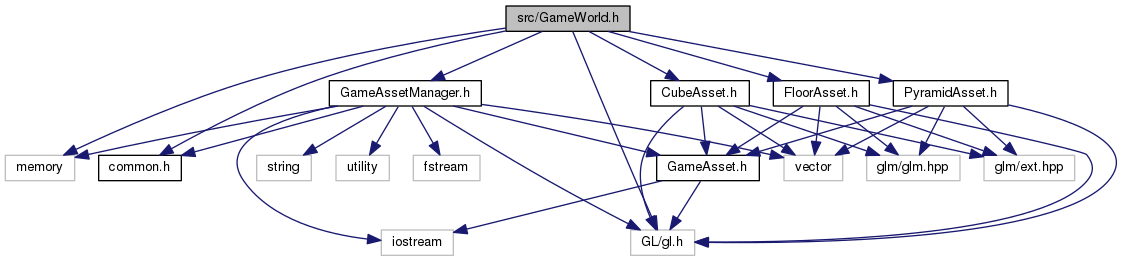 src/GameWorld.h
GameAssetManager.h
CubeAsset.h
FloorAsset.h
PyramidAsset.h
memory
common.h
string
utility
fstream
GameAsset.h
vector
glm/glm.hpp
glm/ext.hpp
iostream
GL/gl.h